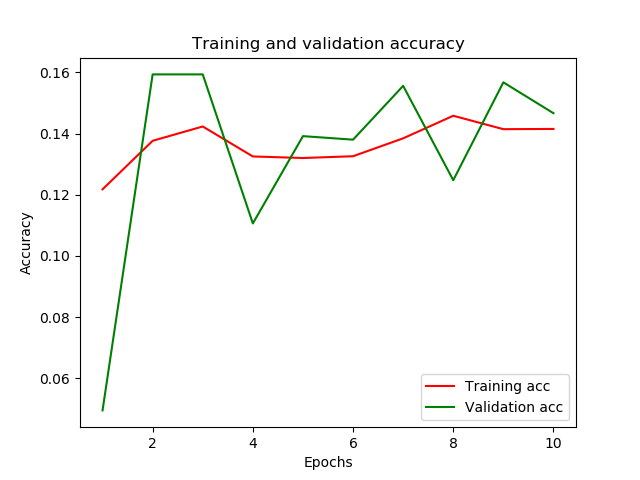 Training and validation accuracy
0.16
0.14
0.12
0.10
0.08
0.06
Accuracy
2
4
6
8
10
Epochs
Training acc
Validation acc